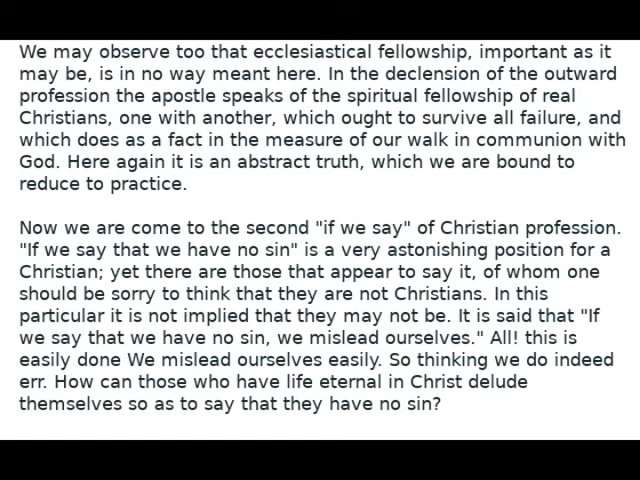 We may observe too that ecclesiastical fellowship, important as it
may be, is in no way meant here. In the declension of the outward
profession the apostle speaks of the spiritual fellowship of real
Christians, one with another, which ought to survive all failure, and
which does as a fact in the measure of our walk in communion with
God. Here again it is an abstract truth, which we are bound to
reduce to practice.

Now we are come to the second "if we say" of Christian profession.
"If we say that we have no sin" is a very astonishing position for a
Christian; yet there are those that appear to say it, of whom one
should be sorry to think that they are not Christians. In this
particular it is not implied that they may not be. It is said that "If
we say that we have no sin, we mislead ourselves." All! this is
easily done We mislead ourselves easily. So thinking we do indeed
err. How can those who have life eternal in Christ delude
themselves so as to say that they have no sin?